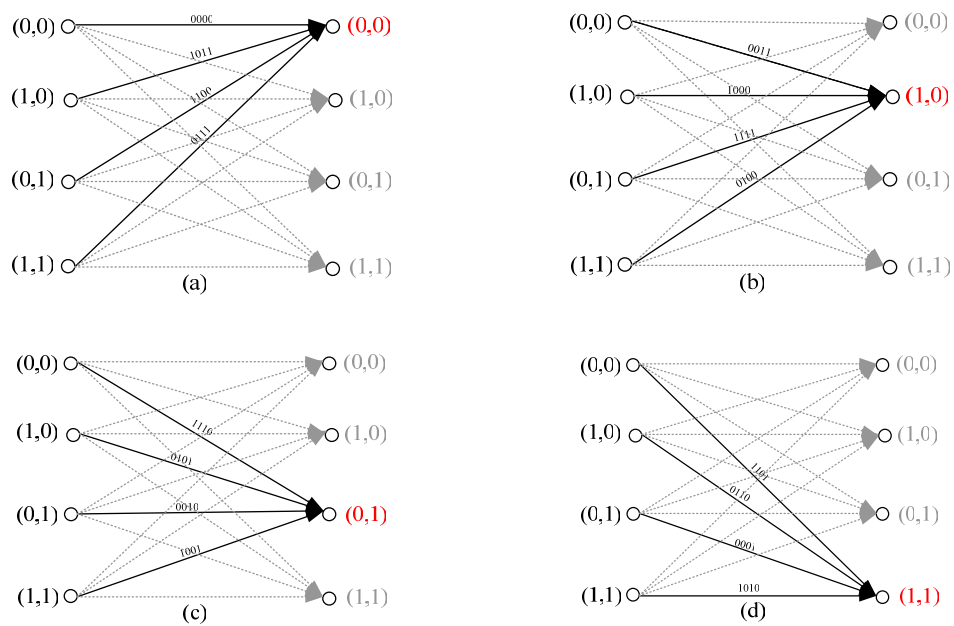 (0,0) 0000 (0,0)
(1,0) 1011 (1,0)
1100
0111
(0,1) (0,1)
(1,1) (1,1)
(a)
(0,0) (0,0)
0011
(1,0) 1000 (1,0)
1111
(0,1) 0100 (0,1)
(1,1) (1,1)
(b)
(0,0) (0,0)
1110
(1,0) (1,0)
0101
(0,1) 0010 (0,1)
1001
(1,1) (1,1)
(c)
(0,0) (0,0)
(1,0) (1,0)
1101
0110
(0,1) (0,1)
0001
(1,1) 1010 (1,1)
(d)